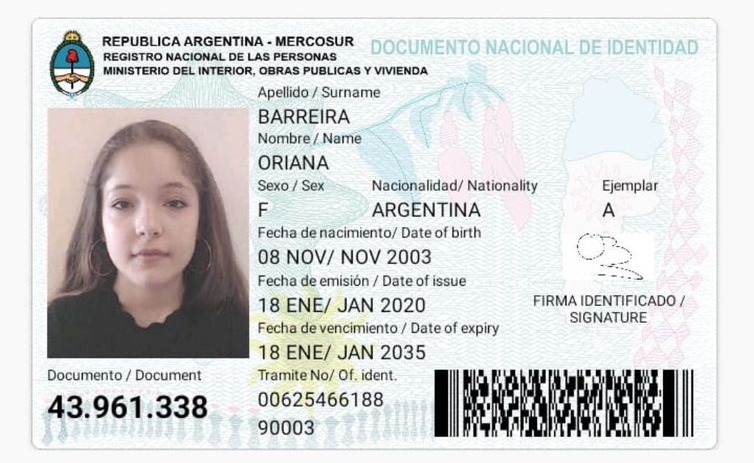 REPUBLICA ARGENTINA - MERCOSUR
REGISTRO NACIONAL DE LAS PERSONAS
MINISTERIO DEL INTERIOR, OBRAS PUBLICAS Y VIVIENDA
DOCUMENTO NACIONAL DE IDENTIDAD
Apellido / Surname
BARREIRA
Nombre / Name
ORIANA
Sexo / Sex Nacionalidad/ Nationality Ejemplar
F ARGENTINA A
Fecha de nacimiento/ Date of birth
08 NOV/ NOV 2003
Fecha de emisión / Date of issue
18 ENE/ JAN 2020
FIRMA IDENTIFICADO /
SIGNATURE
Fecha de vencimiento / Date of expiry
18 ENE/ JAN 2035
Documento / Document
43.961.338
Tramite No/ Of. ident.
00625466188
90003